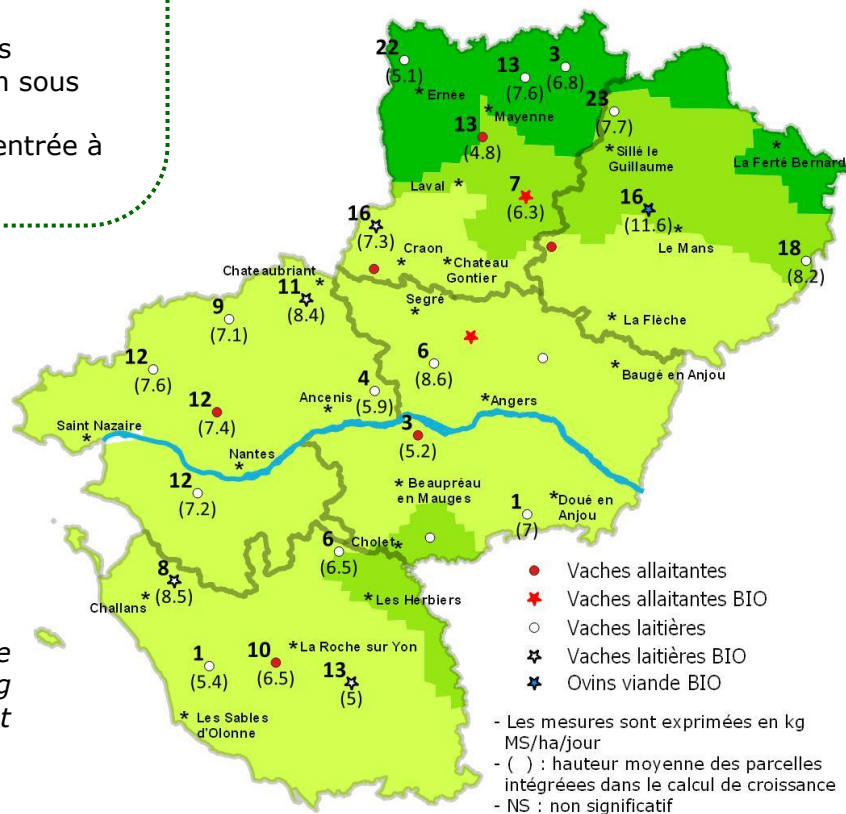 s
n sous
entrée à
22
(5.1)
* Ernée
13
(7.6)
3
(6.8)
* Mayenne
13
(4.8)
23
(7.7)
* Sillé le
Guillaume
*
La Ferté Bernard
Laval *
7
(6.3)
16
(11.6)
* Le Mans
16
(7.3)
* Craon
* Chateau
Gontier
18
(8.2)
Chateaubriant *
11
(8.4)
Segré
*
* La Flèche
9
(7.1)
6
(8.6)
* Baugé en Anjou
12
(7.6)
4
(5.9)
12
(7.4)
Ancenis
*
* Angers
Saint Nazaire
*
3
(5.2)
Nantes
*
12
(7.2)
* Beaupréau
en Mauges
1
(7)
* Doué en
Anjou
6
(6.5)
Cholet *
8
(8.5)
Challans *
* Les Herbiers
1
(5.4)
10
(6.5)
* La Roche sur Yon
13
(5)
* Les Sables
d'Olonne
e
g
t
Vaches allaitantes
Vaches allaitantes BIO
Vaches laitières
Vaches laitières BIO
Ovins viande BIO
- Les mesures sont exprimées en kg
MS/ha/jour
- ( ) : hauteur moyenne des parcelles
intégréees dans le calcul de croissance
- NS : non significatif